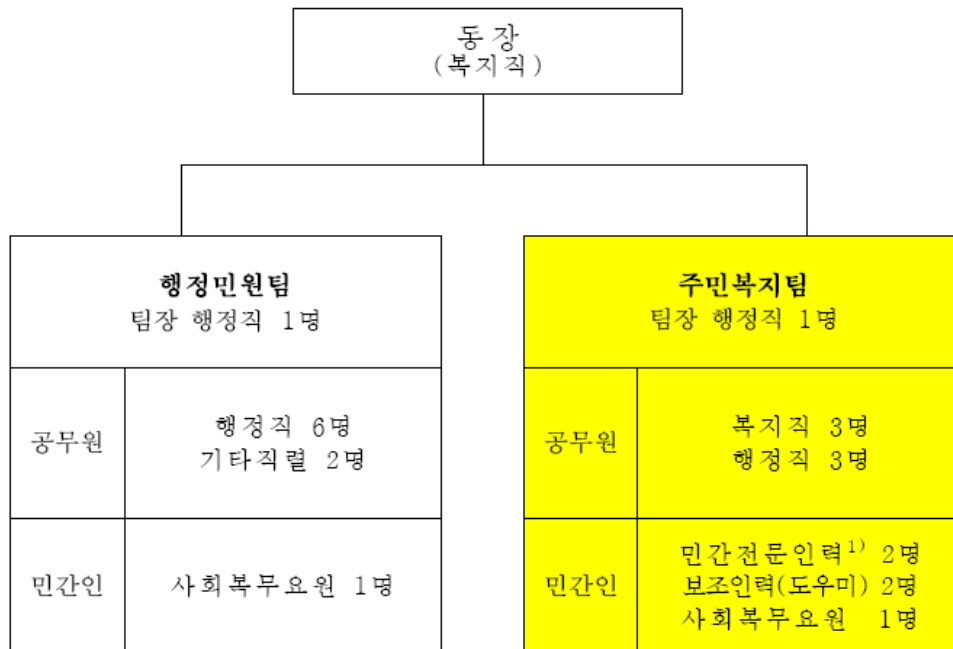 동 장
(복지직)
행정민원팀
팀장 행정직 1명
공무원
행정직 6명
기타직렬 2명
민간인
사회복무요원 1명
주민복지팀
팀장 행정직 1명
공무원
복지직 3명
행정직 3명
민간인
민간전문인력1) 2명
보조인력(도우미) 2명
사회복무요원 1명